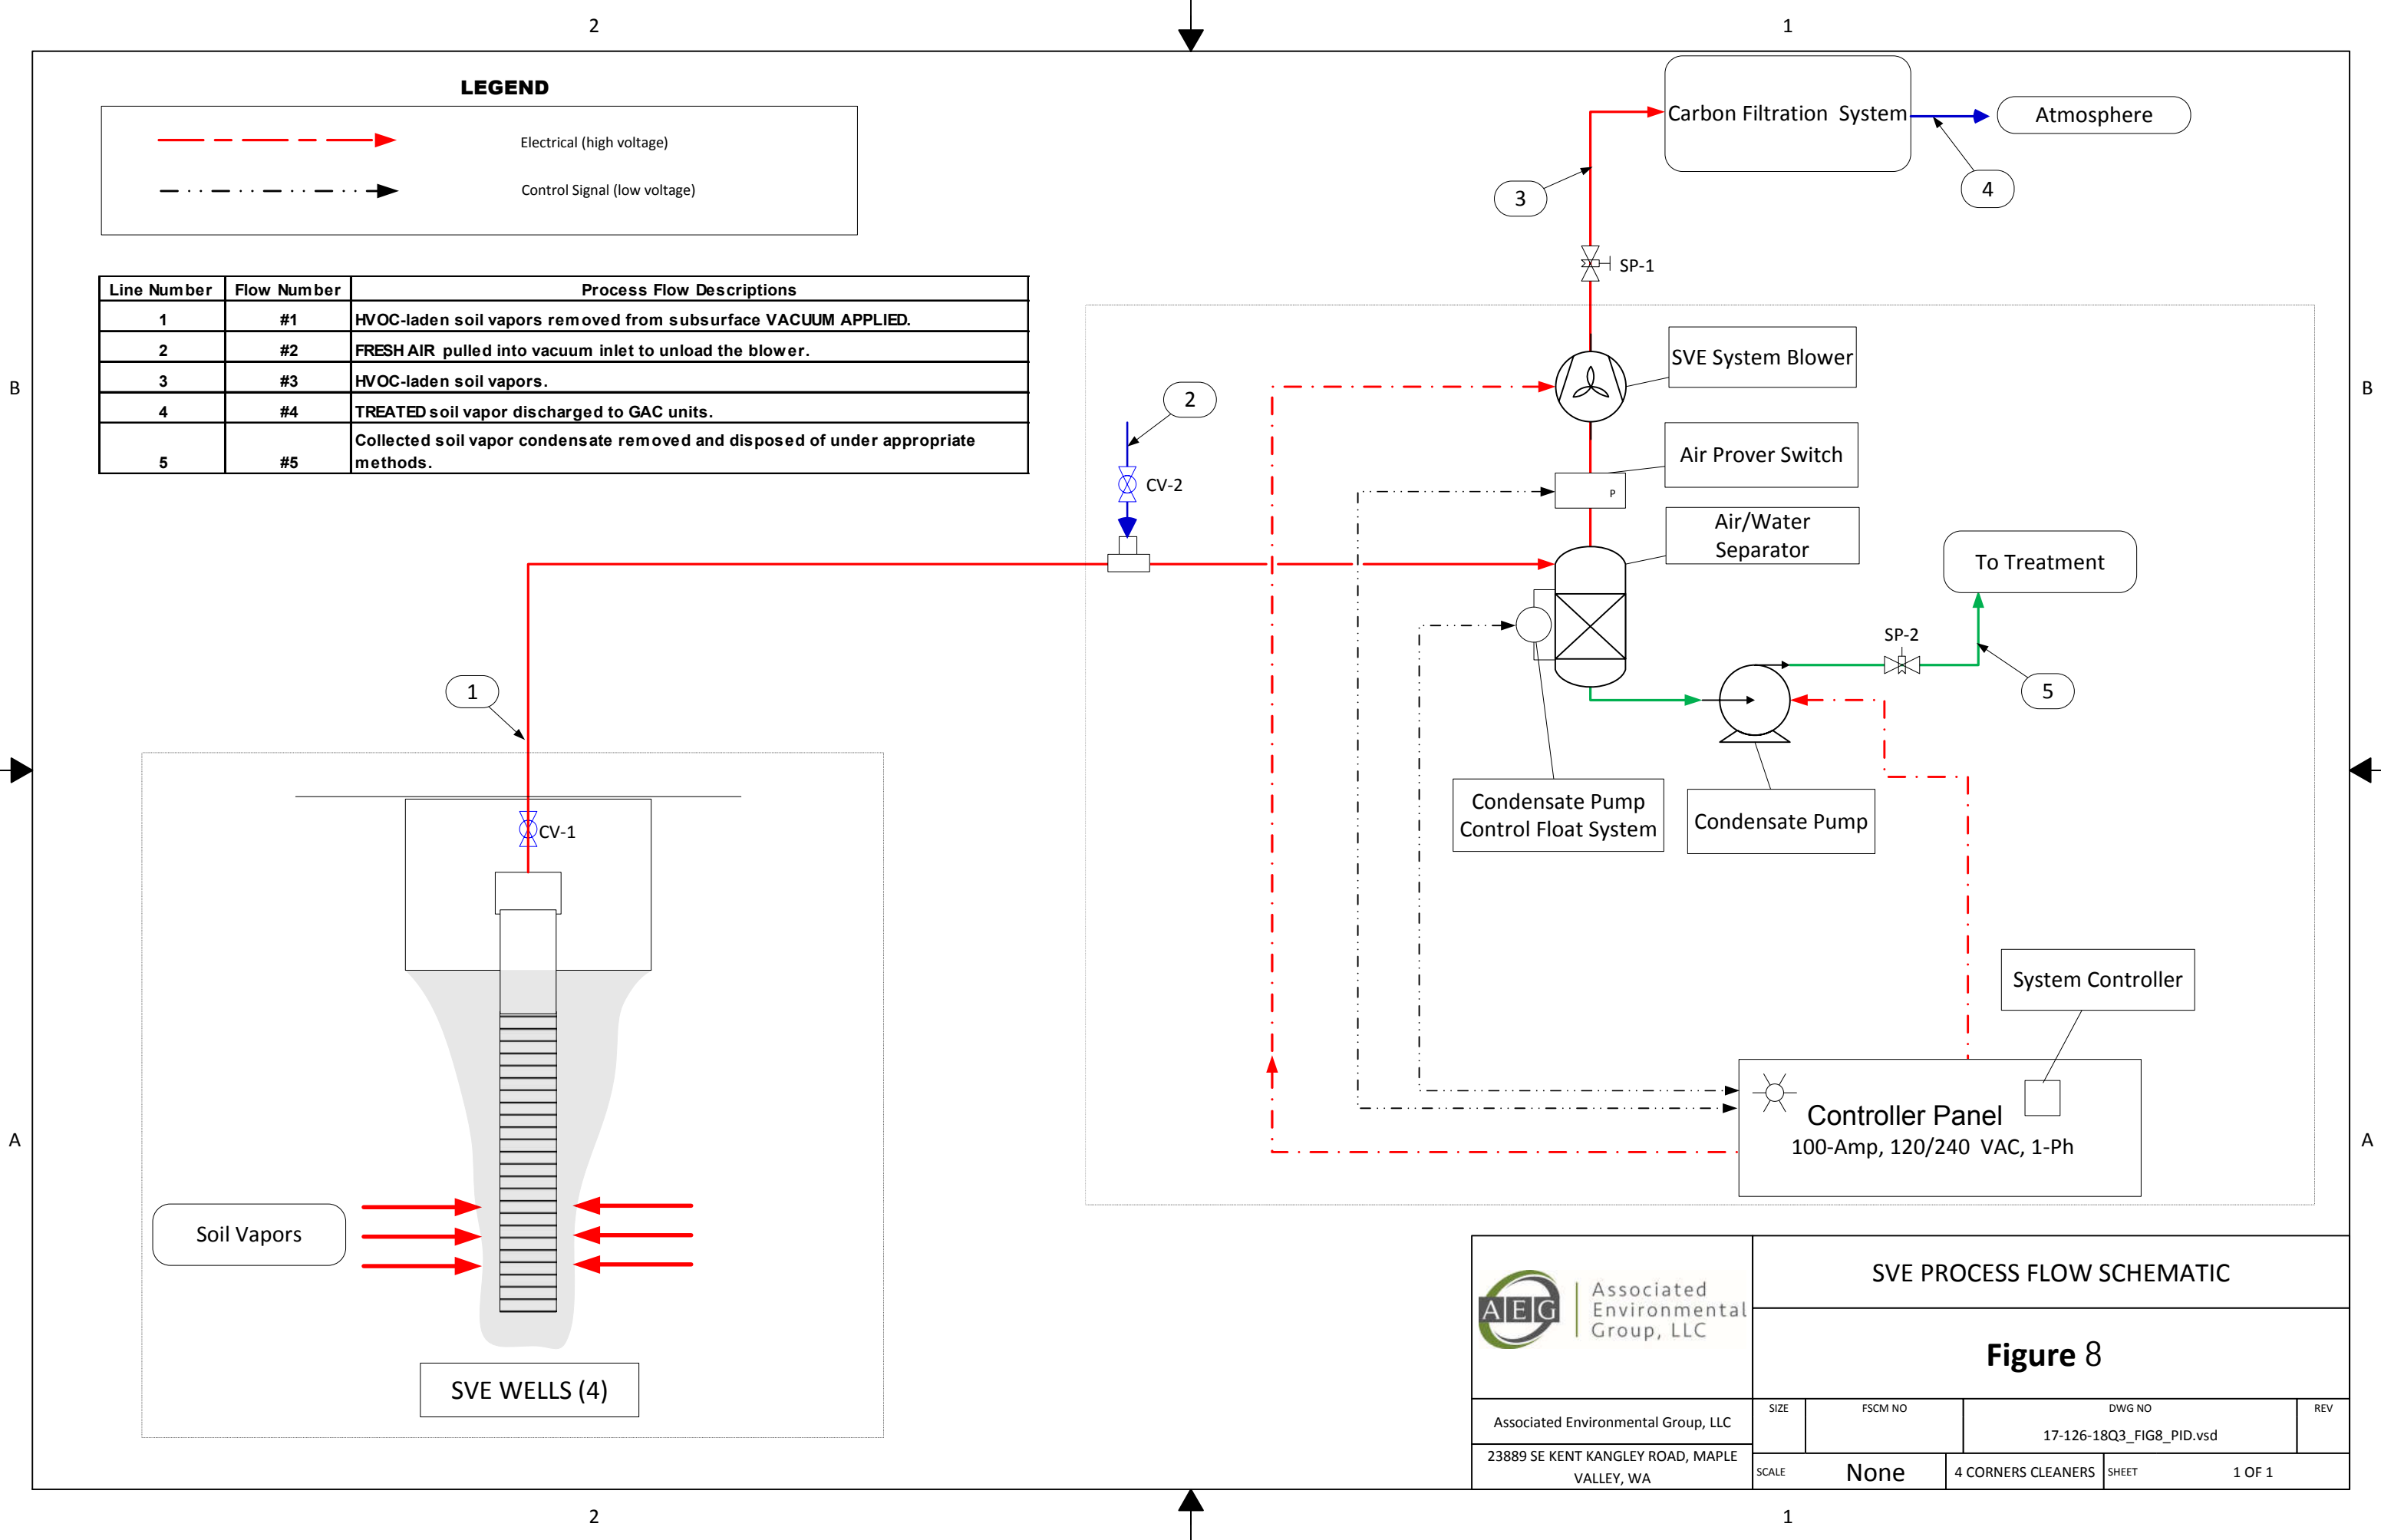 2
1
LEGEND
Electrical (high voltage)
Control Signal (low voltage)
Line Number Flow Number Process Flow Descriptions
1 #1 HVOC-laden soil vapors removed from subsurface VACUUM APPLIED.
2 #2 FRESH AIR pulled into vacuum inlet to unload the blower.
3 #3 HVOC-laden soil vapors.
4 #4 TREATED soil vapor discharged to GAC units.
5 #5 Collected soil vapor condensate removed and disposed of under appropriate
methods.
Carbon Filtration System
Atmosphere
3
4
SP-1
SVE System Blower
B
B
2
Air Prover Switch
CV-2
P
Air/Water
Separator
To Treatment
SP-2
1
5
Condensate Pump
Control Float System
Condensate Pump
CV-1
System Controller
Controller Panel
100-Amp, 120/240 VAC, 1-Ph
A
A
Soil Vapors
SVE WELLS (4)
AEG
Associated
Environmental
Group, LLC
SVE PROCESS FLOW SCHEMATIC
Figure 8
Associated Environmental Group, LLC
23889 SE KENT KANGLEY ROAD, MAPLE
VALLEY, WA
SIZE
FSCM NO
DWG NO
17-126-18Q3_FIG8_PID.vsd
REV
SCALE
None
4 CORNERS CLEANERS
SHEET
1 OF 1
2
1